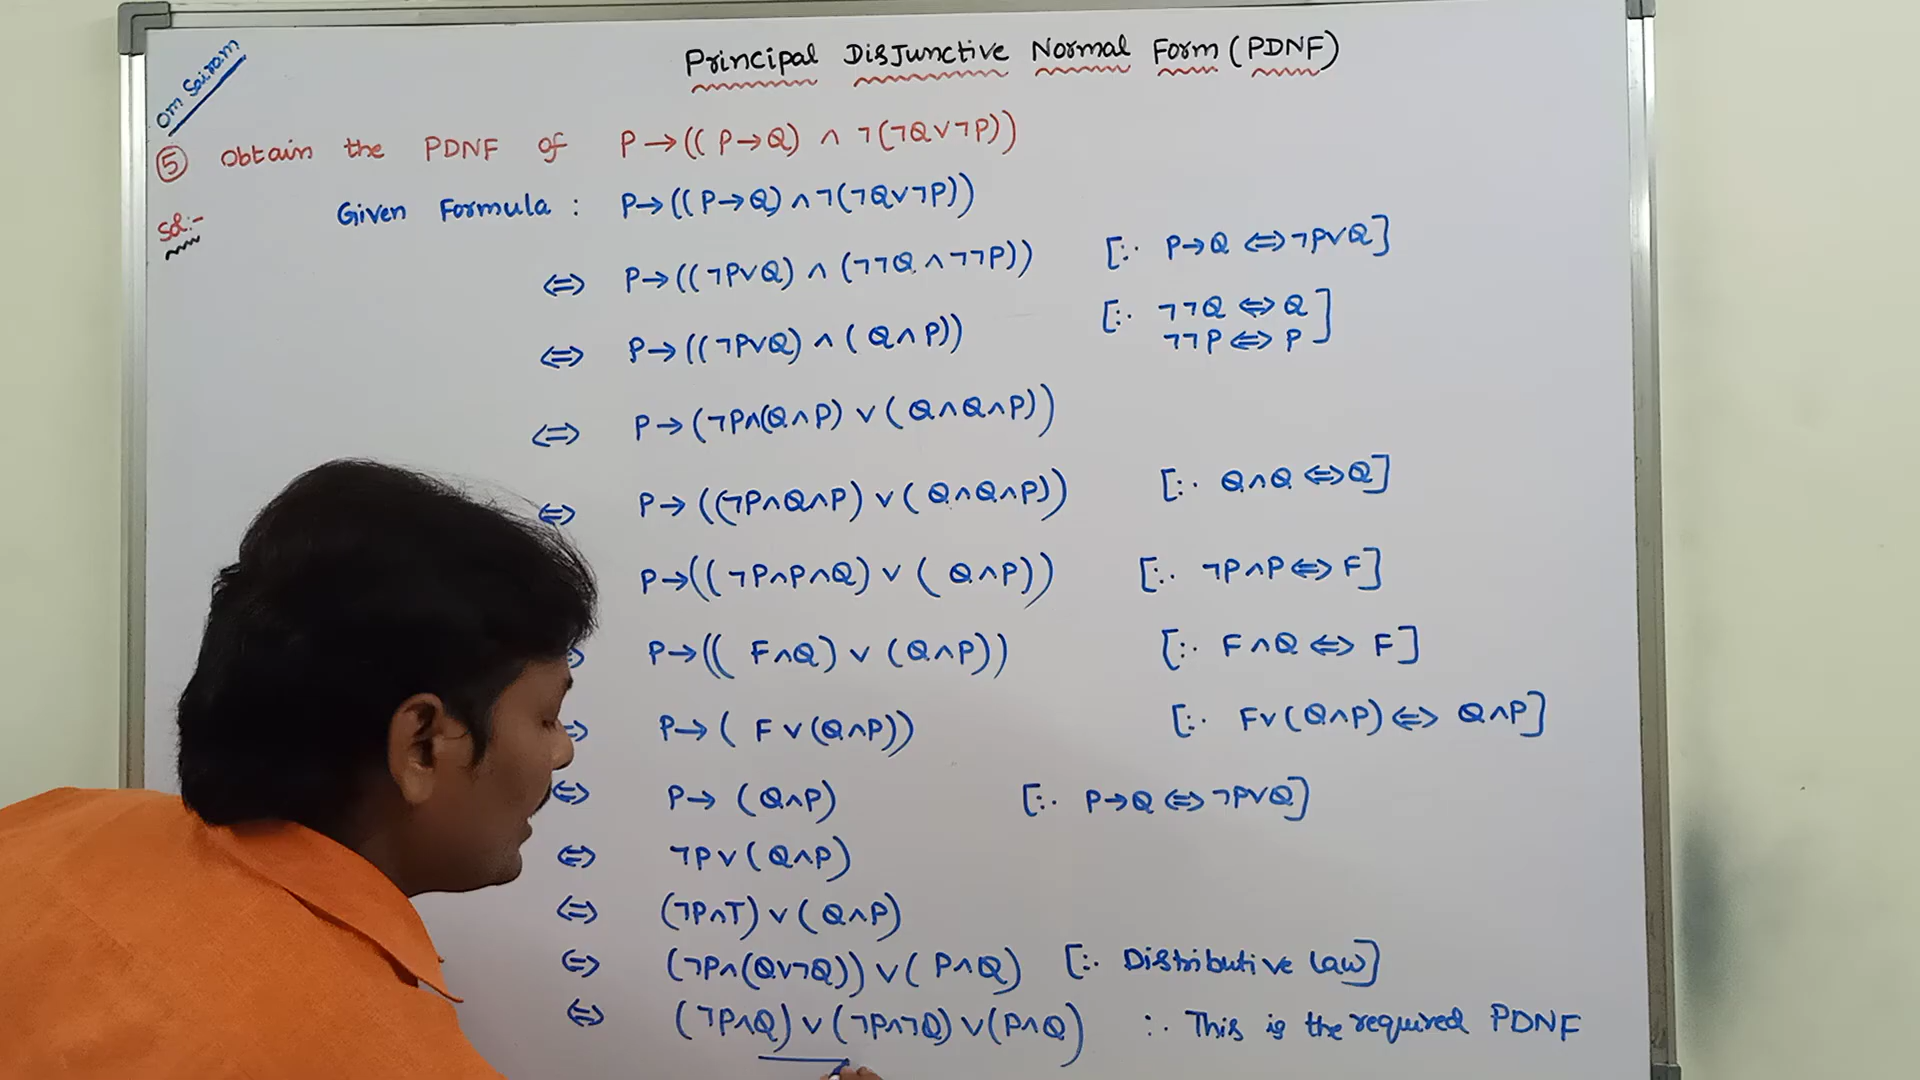 Om Sairam
Principal Disjunctive Normal Form (PDNF)
⑤ Obtain the PDNF of P→((P→Q) ∧ ¬(¬Q∨¬P))
Sol:- Given Formula : P→((P→Q)∧¬(¬Q∨¬P))
⇔ P→((¬P∨Q) ∧ (¬¬Q∧¬¬P)) [∵ P→Q ⇔ ¬P∨Q]
⇔ P→((¬P∨Q) ∧ (Q∧P)) [∵ ¬¬Q ⇔ Q
¬¬P ⇔ P]
⇔ P→(¬P∧(Q∧P) ∨ (Q∧Q∧P))
⇔ P→((¬P∧Q∧P) ∨ (Q∧Q∧P)) [∵ Q∧Q ⇔ Q]
P→((¬P∧P∧Q) ∨ (Q∧P)) [∵ ¬P∧P ⇔ F]
⇔ P→((F∧Q) ∨ (Q∧P)) [∵ F∧Q ⇔ F]
⇔ P→(F∨(Q∧P)) [∵ F∨(Q∧P) ⇔ Q∧P]
⇔ P→ (Q∧P) [∵ P→Q ⇔ ¬P∨Q]
⇔ ¬P∨(Q∧P)
⇔ (¬P∧T) ∨ (Q∧P)
⇔ (¬P∧(Q∨¬Q)) ∨ (P∧Q) [∵ Distributive law]
⇔ (¬P∧Q) ∨ (¬P∧¬Q) ∨ (P∧Q) ∴ This is the required PDNF